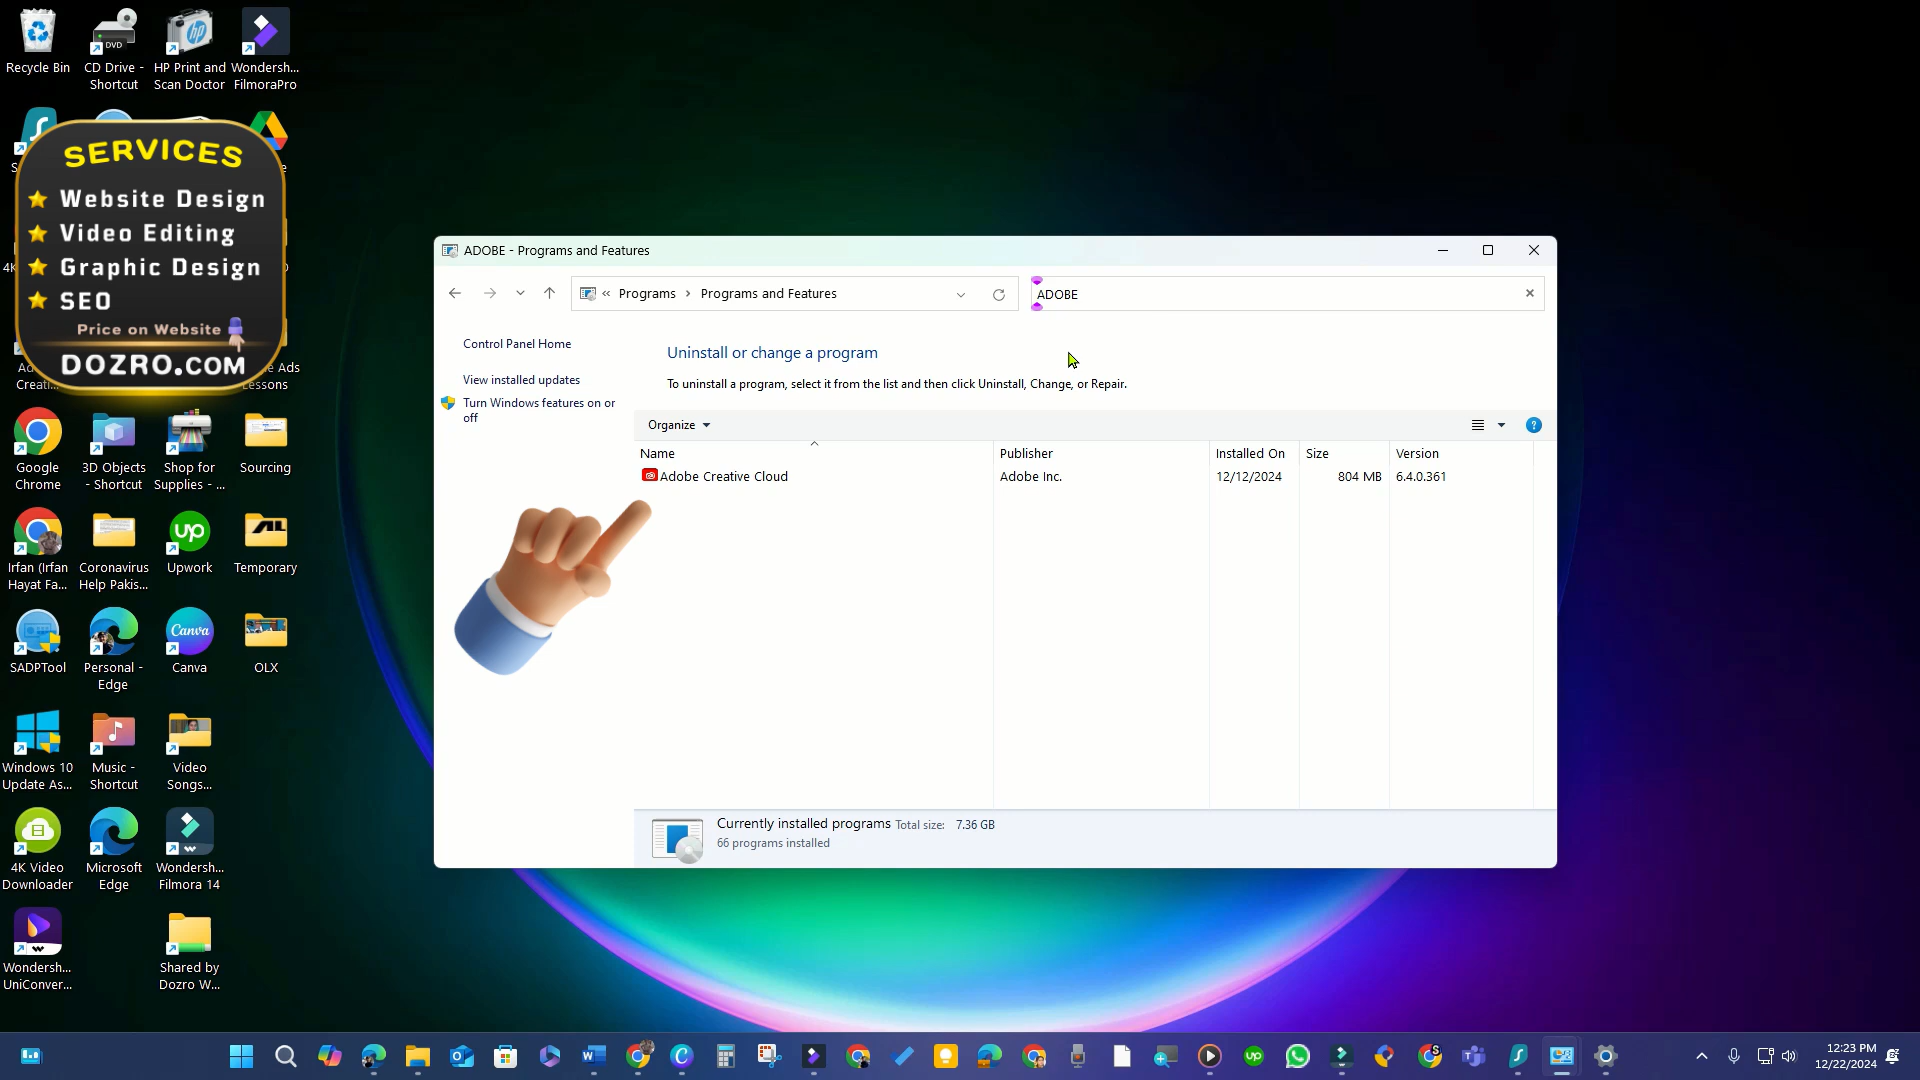 Recycle Bin
CD Drive -
Shortcut
HP Print and
Scan Doctor
Wondersh...
FilmoraPro
SERVICES
Website Design
Video Editing
Graphic Design
SEO
Price on Website
DOZRO.COM
Creati...
Ads
Lessons
Google
Chrome
3D Objects
- Shortcut
Shop for
Supplies - ...
Sourcing
Irfan (Irfan
Hayat Fa...
Coronavirus
Help Pakis...
up
Upwork
AL
Temporary
SADPTool
Personal -
Edge
Canva
Canva
OLX
Windows 10
Update As...
Music -
Shortcut
Video
Songs...
4K Video
Downloader
Microsoft
Edge
Wondersh...
Filmora 14
Wondersh...
UniConver...
Shared by
Dozro W...
ADOBE - Programs and Features
Programs
Programs and Features
ADOBE
Control Panel Home
View installed updates
Turn Windows features on or
off
Uninstall or change a program
To uninstall a program, select it from the list and then click Uninstall, Change, or Repair.
Organize
Name Publisher Installed On Size Version
Adobe Creative Cloud Adobe Inc. 12/12/2024 804 MB 6.4.0.361
Currently installed programs Total size: 7.36 GB
66 programs installed
12:23 PM
12/22/2024